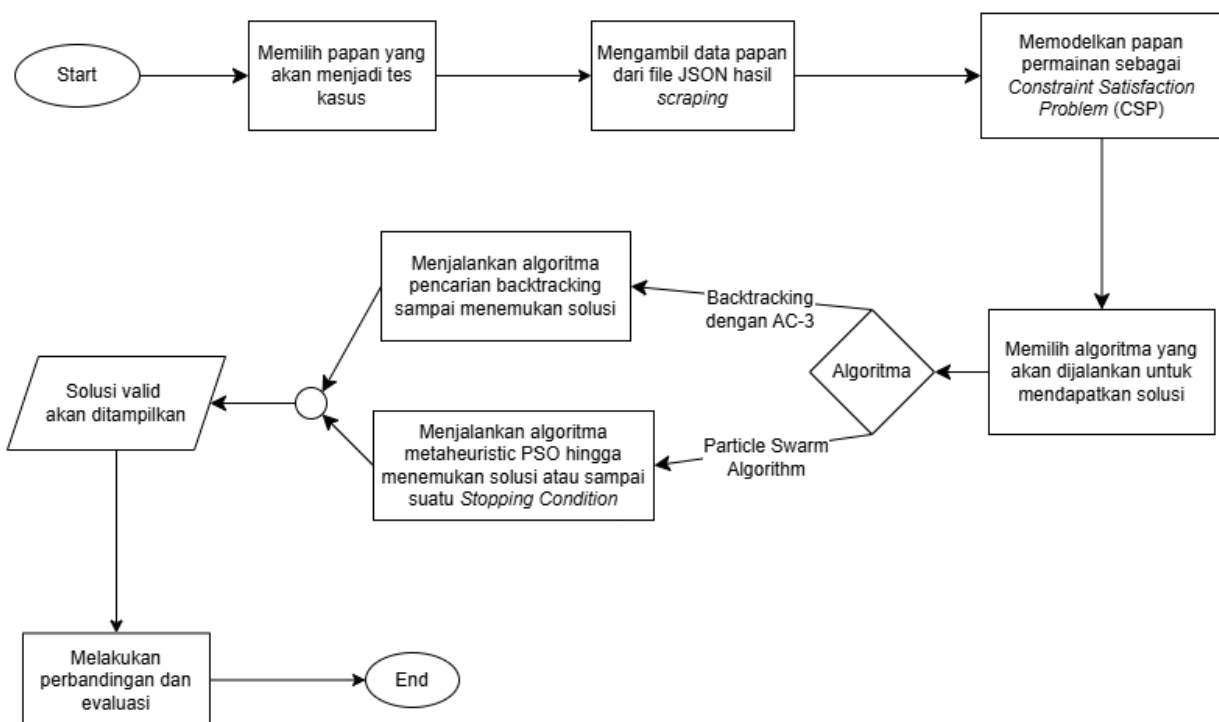 Start
Memilih papan yang
akan menjadi tes
kasus
Mengambil data papan
dari file JSON hasil
scraping
Memodelkan papan
permainan sebagai
Constraint Satisfaction
Problem (CSP)
Memilih algoritma yang
akan dijalankan untuk
mendapatkan solusi
Algoritma
Backtracking
dengan AC-3
Menjalankan algoritma
pencarian backtracking
sampai menemukan solusi
Particle Swarm
Algorithm
Menjalankan algoritma
metaheuristic PSO hingga
menemukan solusi atau sampai
suatu Stopping Condition
Solusi valid
akan ditampilkan
Melakukan
perbandingan dan
evaluasi
End